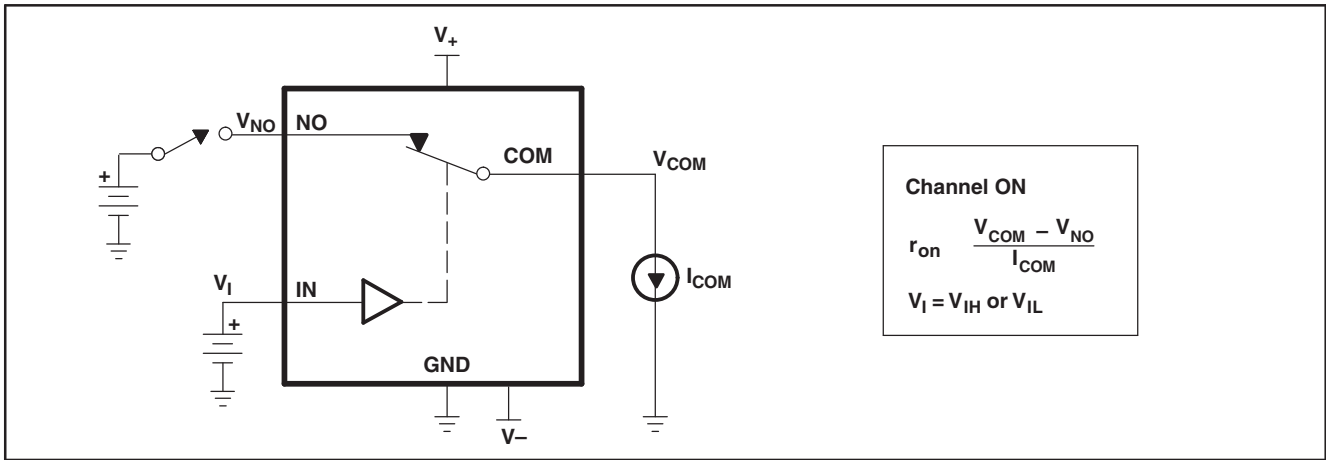 V+
VNO NO
COM
VCOM
+
ICOM
VI
IN
+
GND
V–
Channel ON
ron VCOM – VNO
ICOM
VI = VIH or VIL